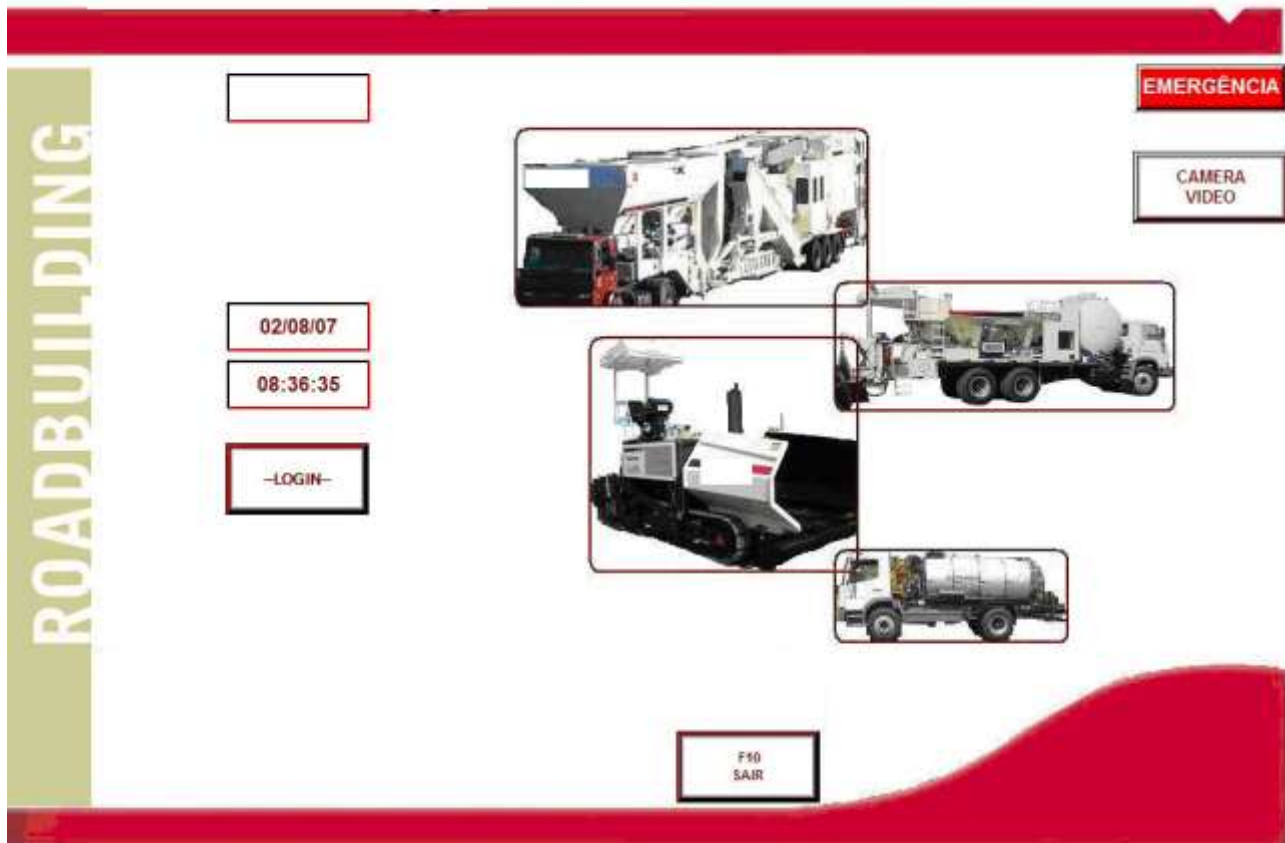 ROADBUILDING
EMERGÊNCIA
CAMERA
VIDEO
02/08/07
08:36:35
--LOGIN--
F10
SAIR